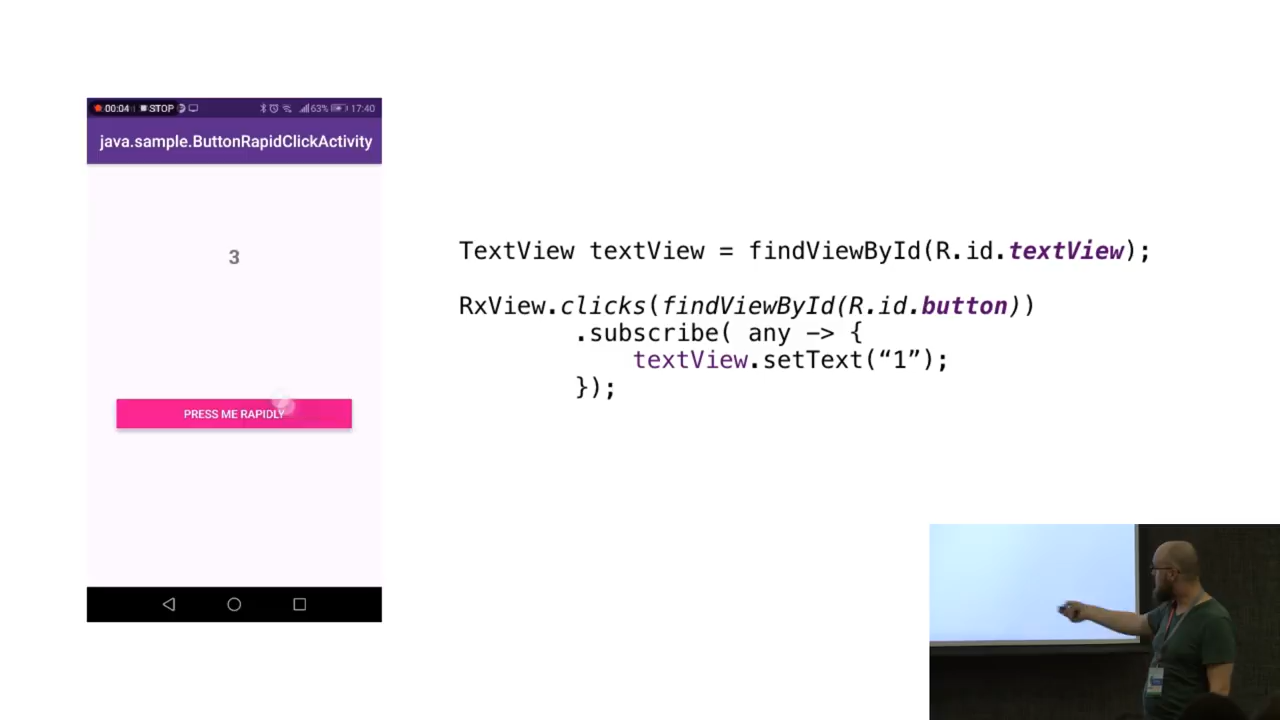 00:04 STOP 63% 17:40
java.sample.ButtonRapidClickActivity
3
PRESS ME RAPIDLY
TextView textView = findViewById(R.id.textView);
RxView.clicks(findViewById(R.id.button))
.subscribe( any -> {
textView.setText(“1”);
});